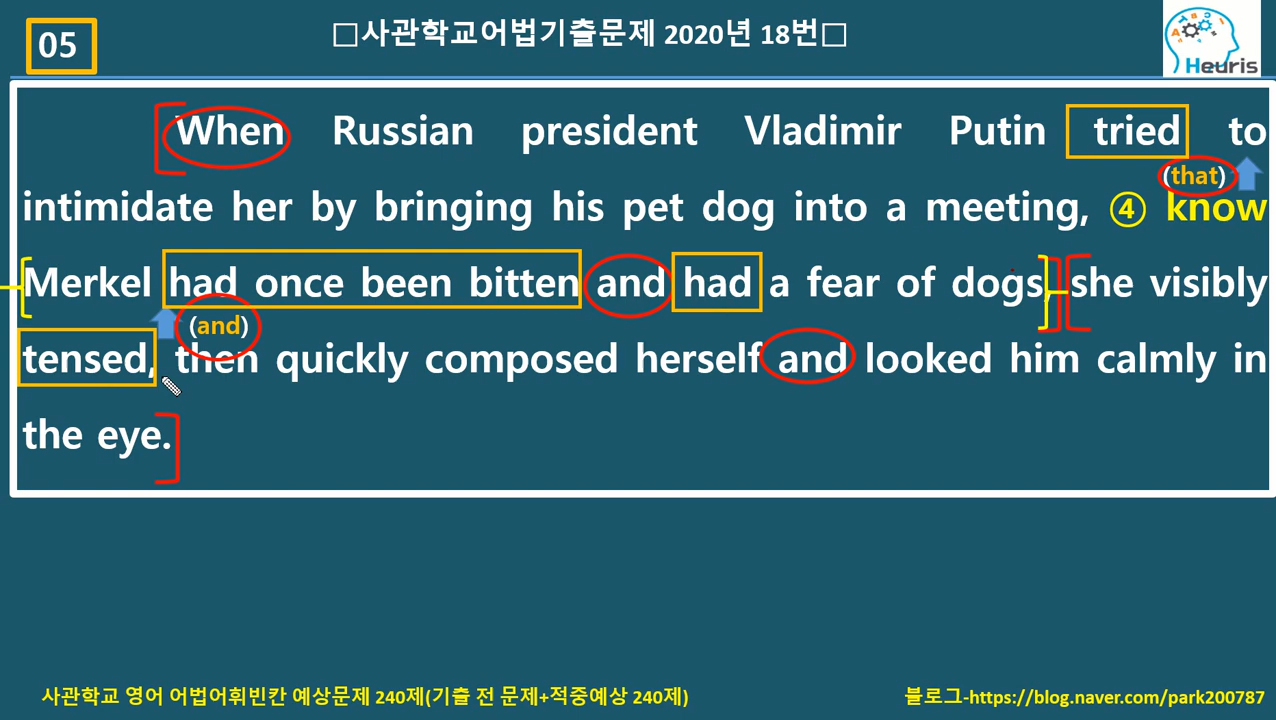 05
□사관학교어법기출문제 2020년 18번□
Heuris
When Russian president Vladimir Putin tried to
(that)
intimidate her by bringing his pet dog into a meeting, ④ know
Merkel had once been bitten and had a fear of dogs, she visibly
(and)
tensed, then quickly composed herself and looked him calmly in
the eye.
사관학교 영어 어법어휘빈칸 예상문제 240제(기출 전 문제+적중예상 240제)
블로그-https://blog.naver.com/park200787